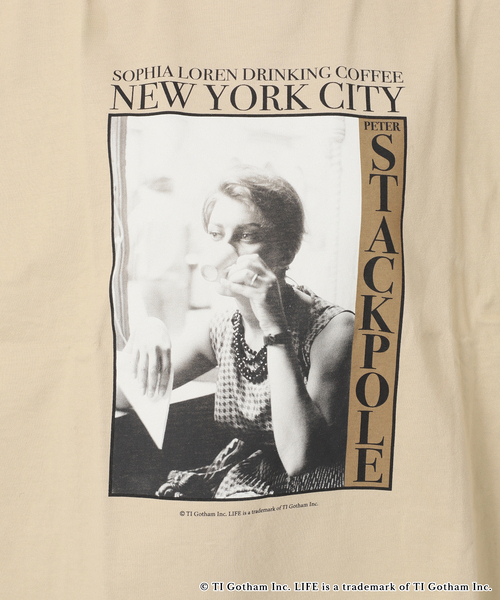 SOPHIA LOREN DRINKING COFFEE
NEW YORK CITY
PETER
STACKPOLE
© TI Gotham Inc. LIFE is a trademark of TI Gotham Inc.
© TI Gotham Inc. LIFE is a trademark of TI Gotham Inc.